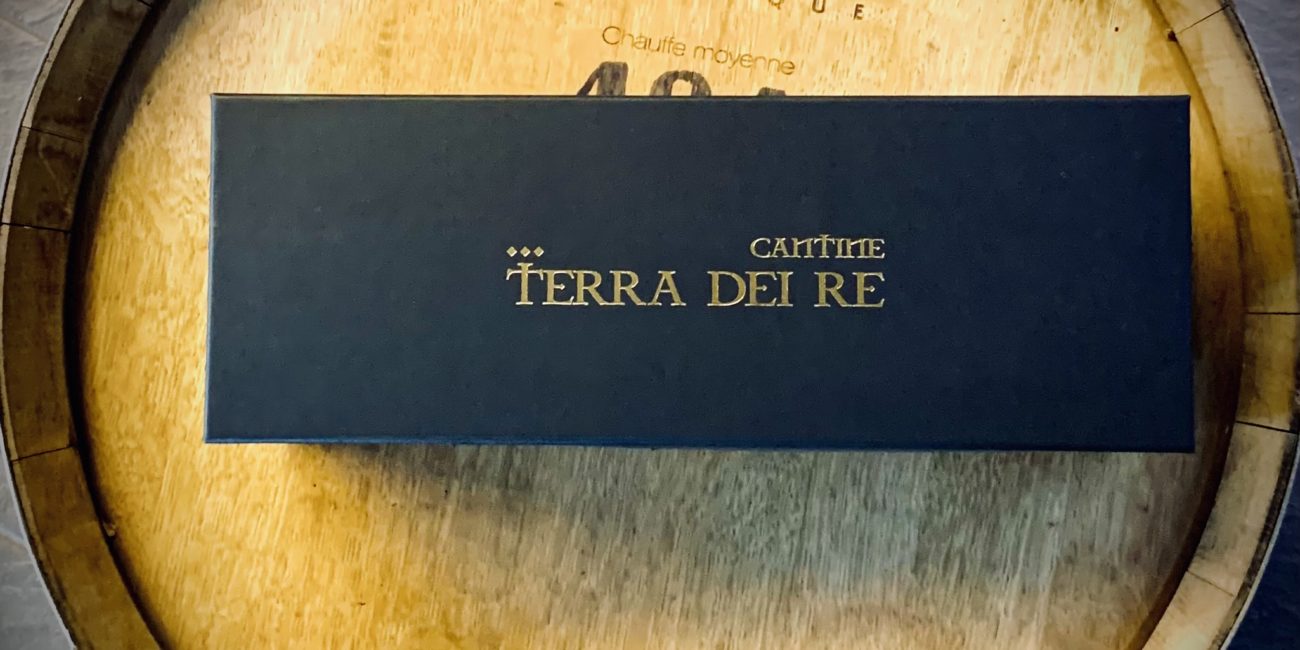 Chauffe moyenne
CANTINE
TERRA DEI RE